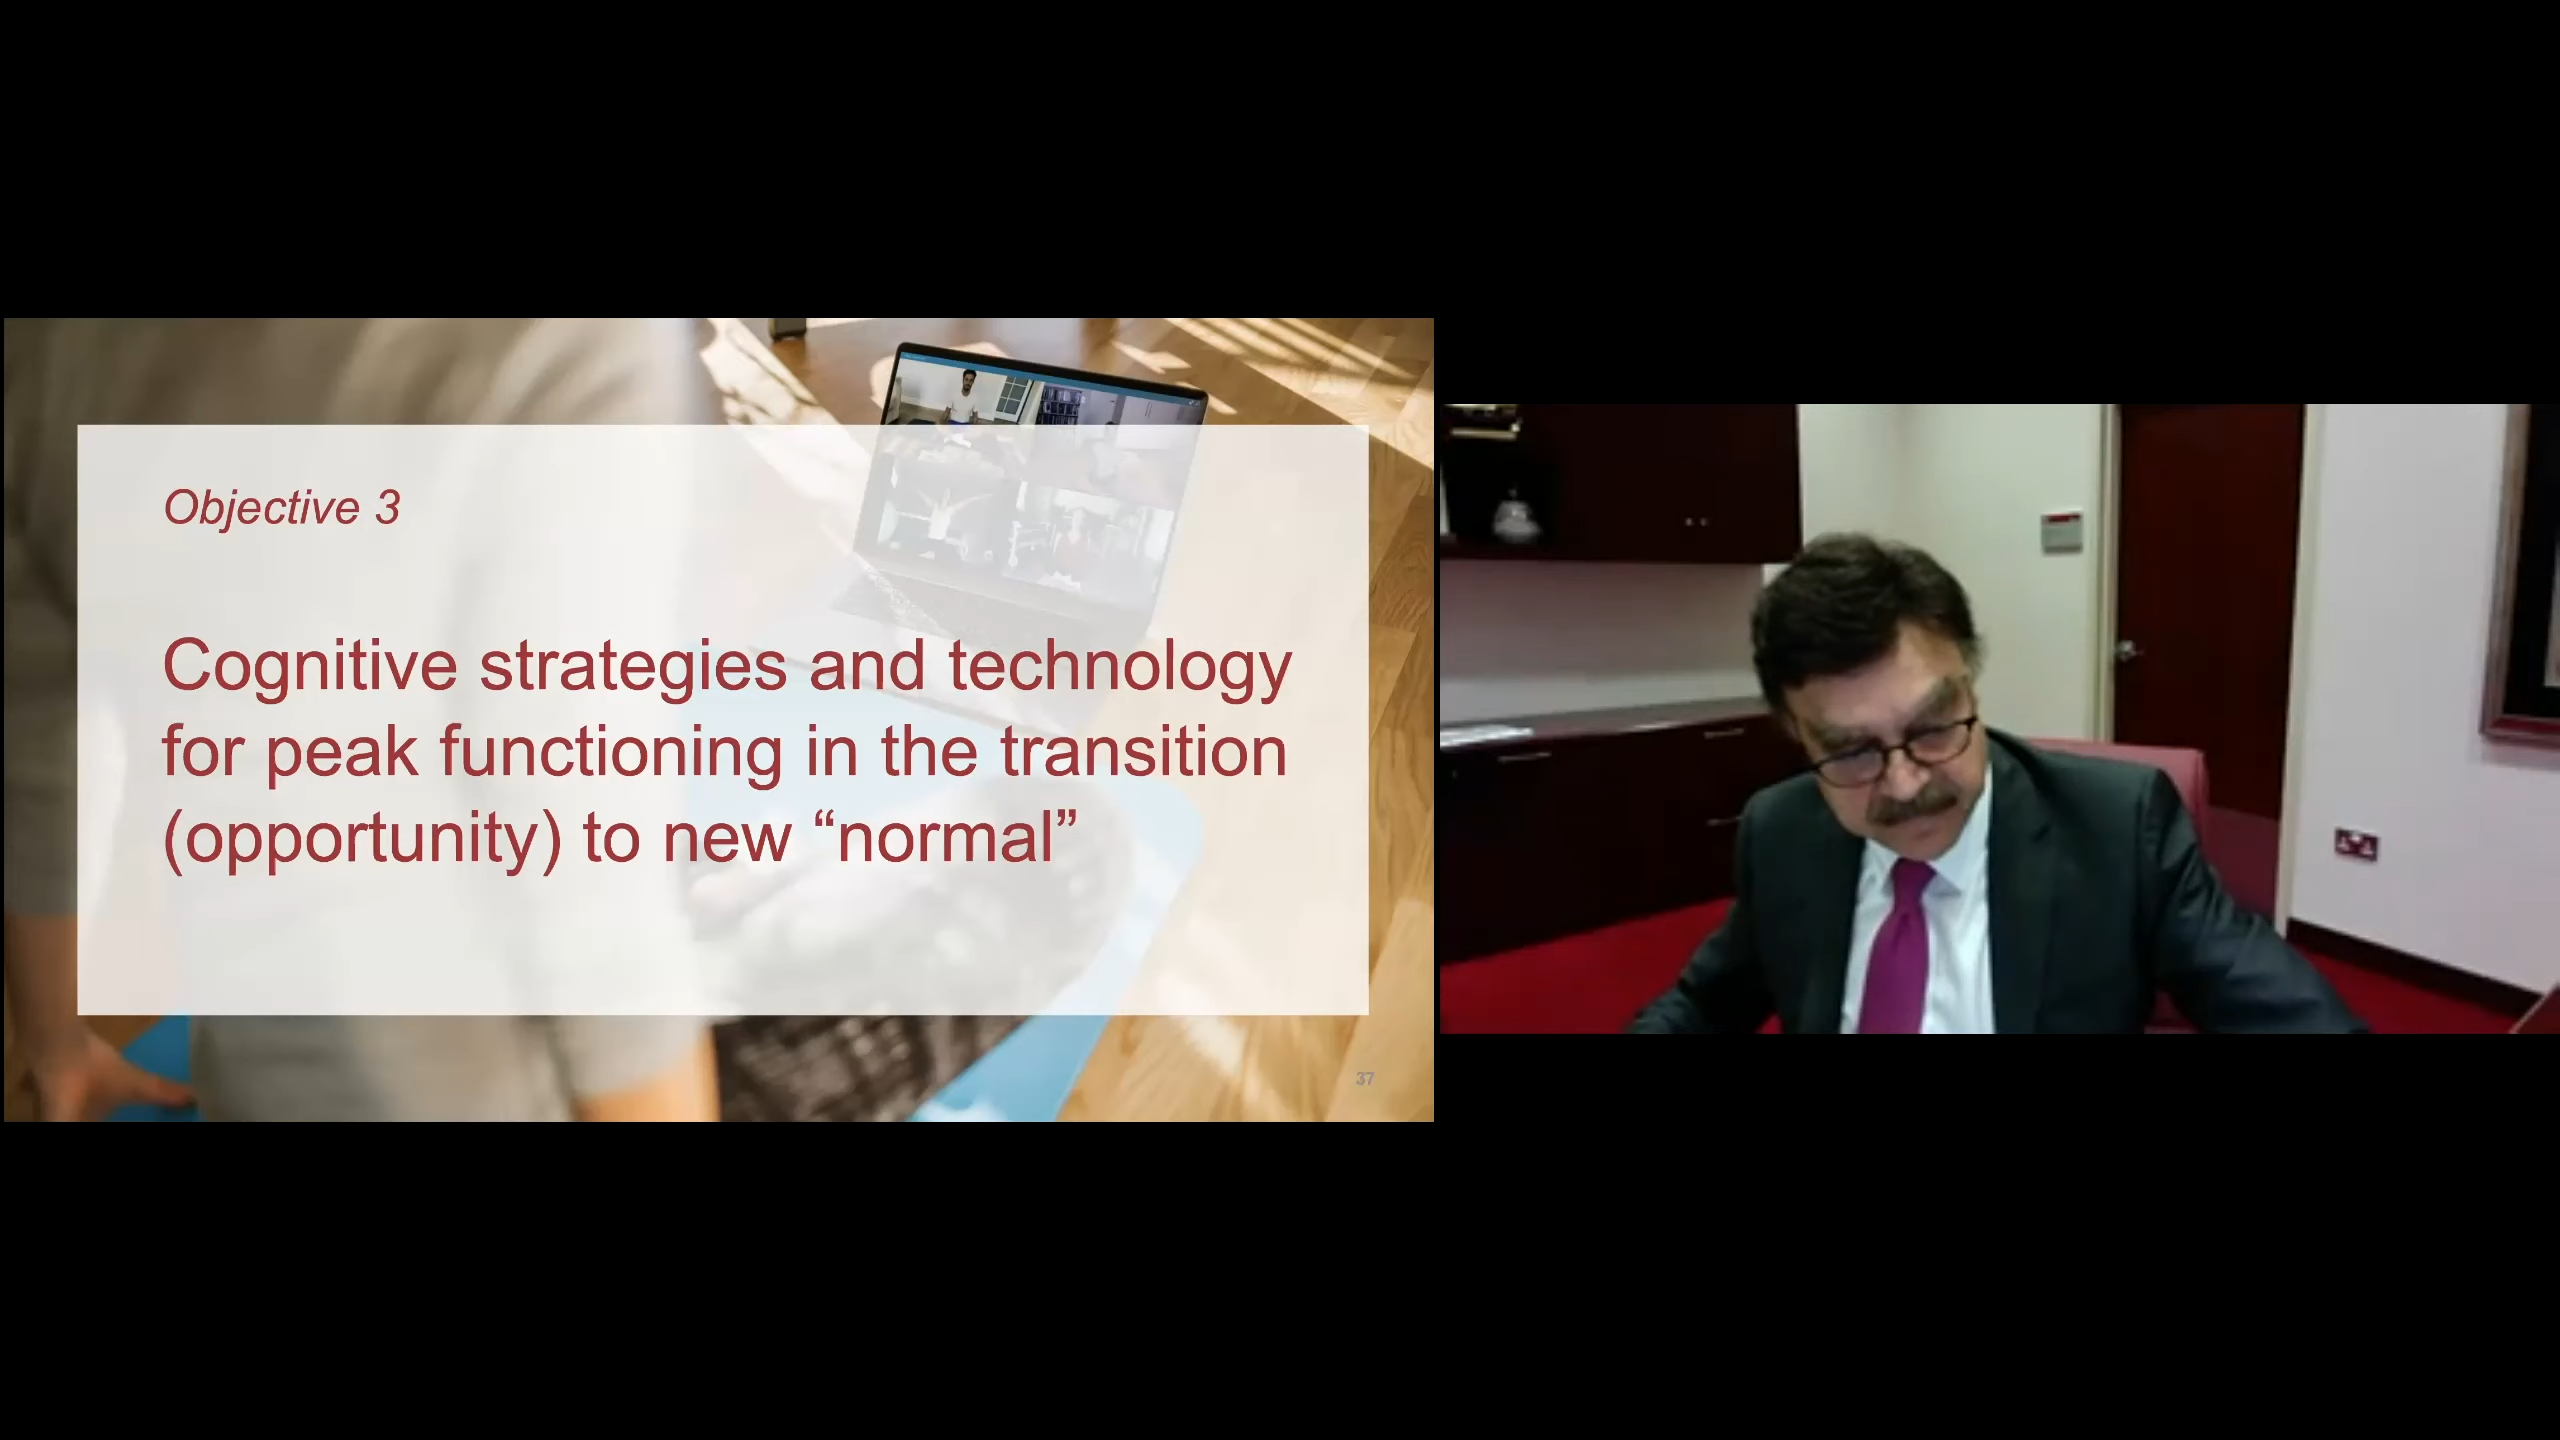 Objective 3
Cognitive strategies and technology
for peak functioning in the transition
(opportunity) to new “normal”
37